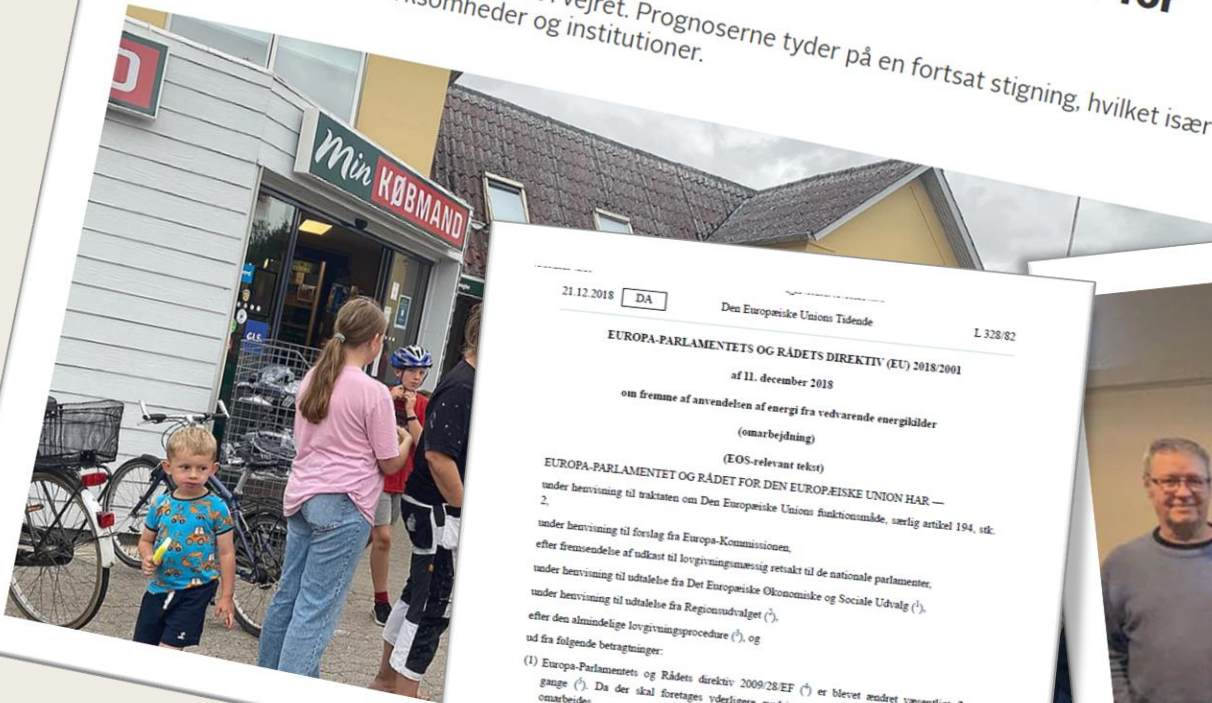 for
vejret. Prognoserne tyder på en fortsat stigning, hvilket især
og institutioner.
Min KØBMAND
GLS
21.12.2018 DA Den Europæiske Unions Tidende L 328/82
EUROPA-PARLAMENTETS OG RÅDETS DIREKTIV (EU) 2018/2001
af 11. december 2018
om fremme af anvendelsen af energi fra vedvarende energikilder
(omarbejdning)
(EØS-relevant tekst)
EUROPA-PARLAMENTET OG RÅDET FOR DEN EUROPÆISKE UNION HAR —
under henvisning til traktaten om Den Europæiske Unions funktionsmåde, særlig artikel 194, stk.
2,
under henvisning til forslag fra Europa-Kommissionen,
efter fremsendelse af udkast til lovgivningsmæssig retsakt til de nationale parlamenter,
under henvisning til udtalelse fra Det Europæiske Økonomiske og Sociale Udvalg (1),
under henvisning til udtalelse fra Regionsudvalget (2),
efter den almindelige lovgivningsprocedure (3), og
ud fra følgende betragtninger:
(1) Europa-Parlamentets og Rådets direktiv 2009/28/EF (4) er blevet ændret væsentligt
gange (5). Da der skal foretages yderligere
omarbejdes